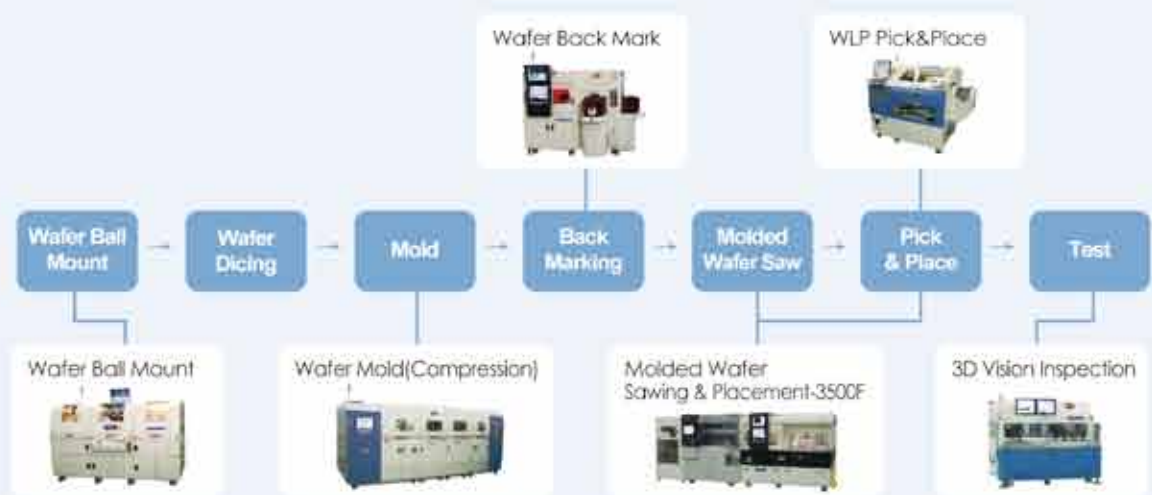 Wafer Back Mark
WLP Pick&Place
Wafer Ball
Mount
Wafer
Dicing
Mold
Back
Marking
Molded
Wafer Saw
Pick
& Place
Test
Wafer Ball Mount
Wafer Mold(Compression)
Molded Wafer
Sawing & Placement-3500F
3D Vision Inspection